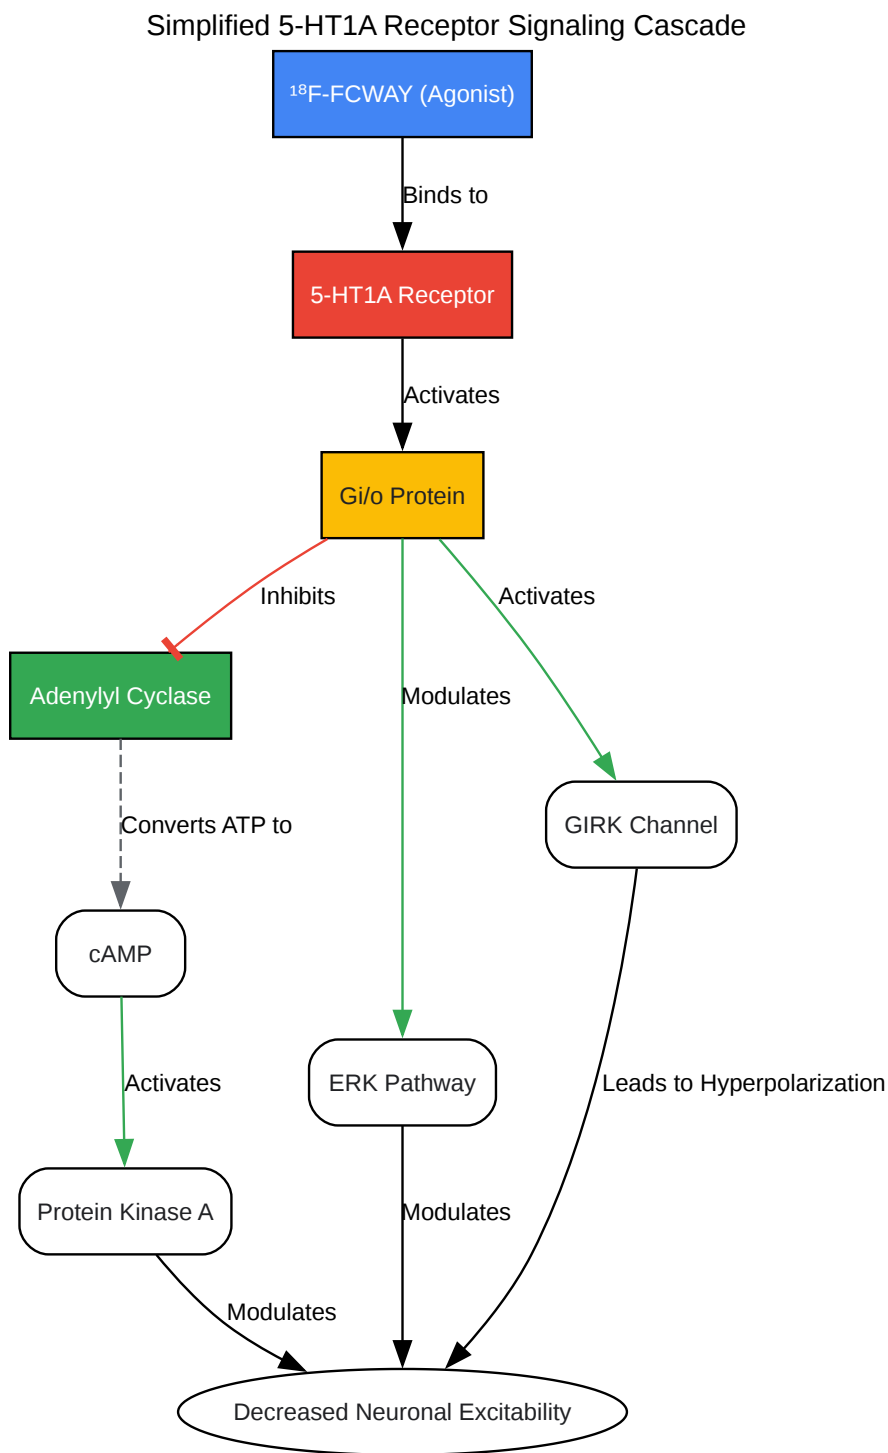 Simplified 5-HT1A Receptor Signaling Cascade
¹⁸F-FCWAY (Agonist)
Binds to
5-HT1A Receptor
Activates
Gi/o Protein
Inhibits
Activates
Adenylyl Cyclase
Modulates
Converts ATP to
GIRK Channel
cAMP
Activates
ERK Pathway
Leads to Hyperpolarization
Protein Kinase A
Modulates
Modulates
Decreased Neuronal Excitability